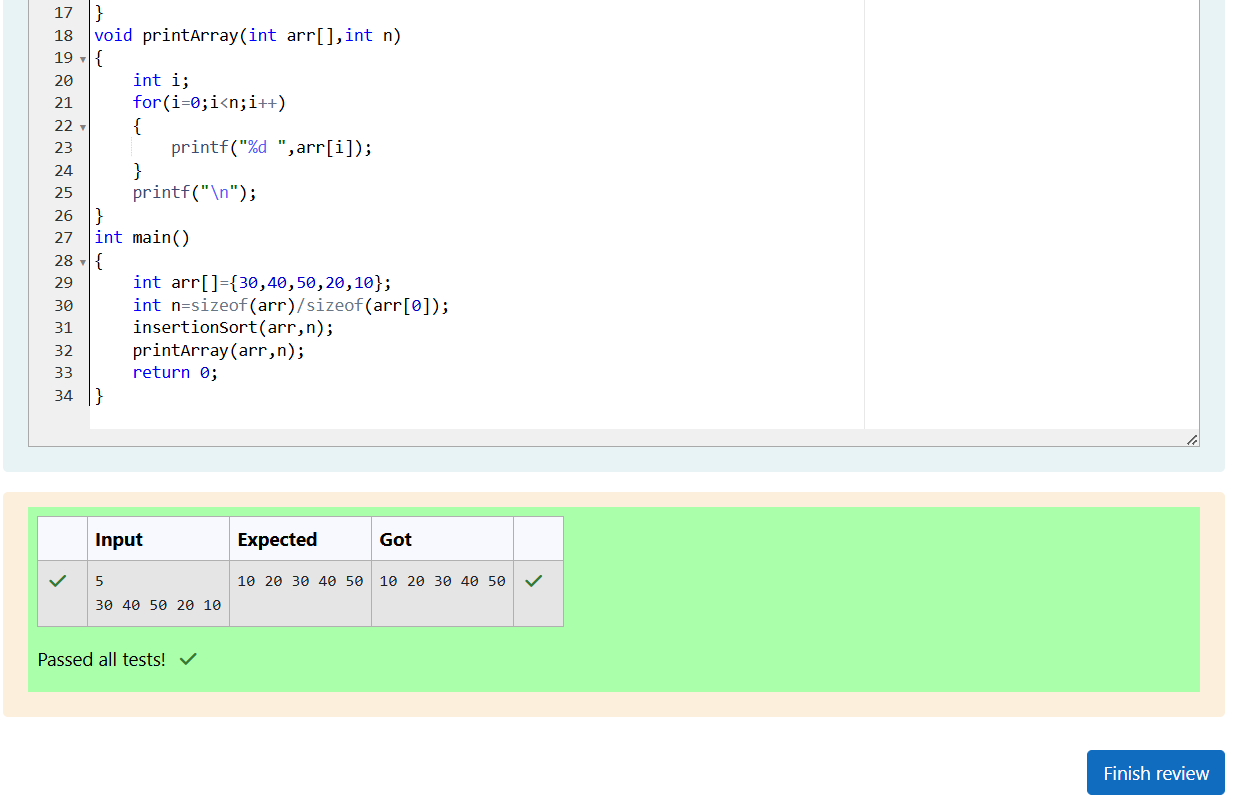 17 }
18 void printArray(int arr[],int n)
19 {
20     int i;
21     for(i=0;i<n;i++)
22     {
23         printf("%d ",arr[i]);
24     }
25     printf("\n");
26 }
27 int main()
28 {
29     int arr[]={30,40,50,20,10};
30     int n=sizeof(arr)/sizeof(arr[0]);
31     insertionSort(arr,n);
32     printArray(arr,n);
33     return 0;
34 }
Input Expected Got
5 10 20 30 40 50 10 20 30 40 50
30 40 50 20 10
Passed all tests!
Finish review